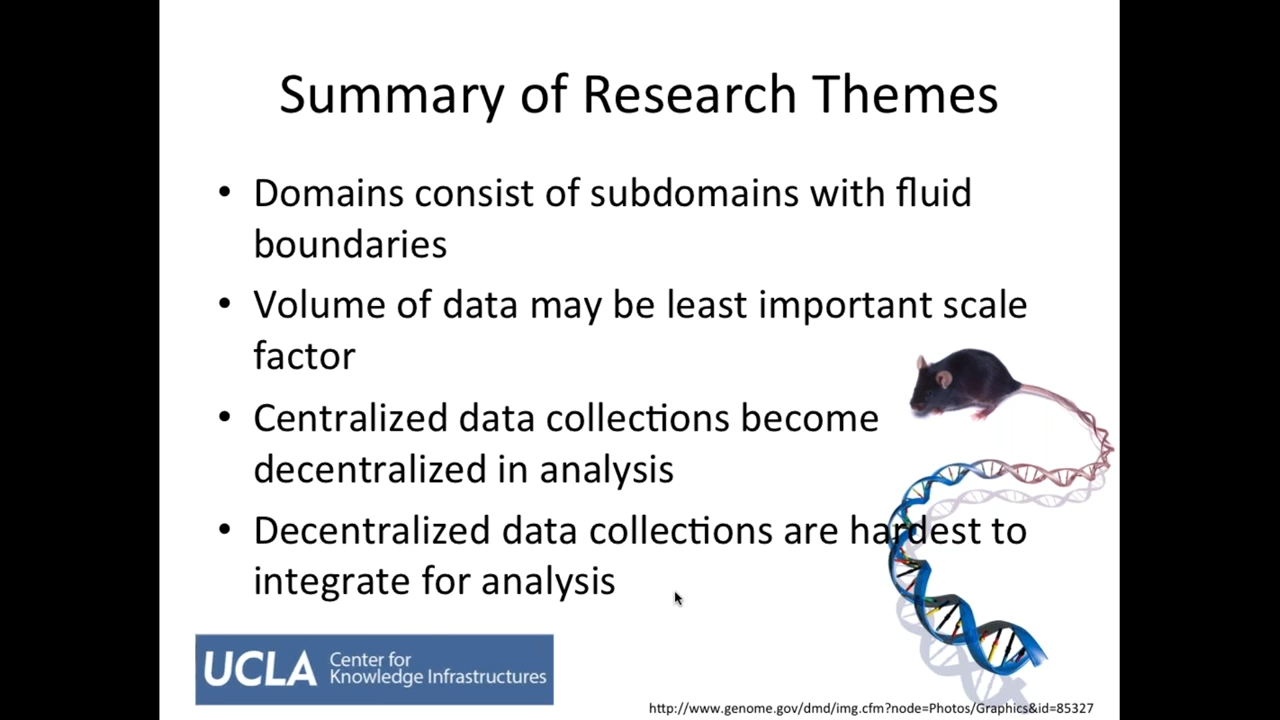 Summary of Research Themes
• Domains consist of subdomains with fluid
boundaries
• Volume of data may be least important scale
factor
• Centralized data collections become
decentralized in analysis
• Decentralized data collections are hardest to
integrate for analysis
UCLA Center for
Knowledge Infrastructures
http://www.genome.gov/dmd/img.cfm?node=Photos/Graphics&id=85327